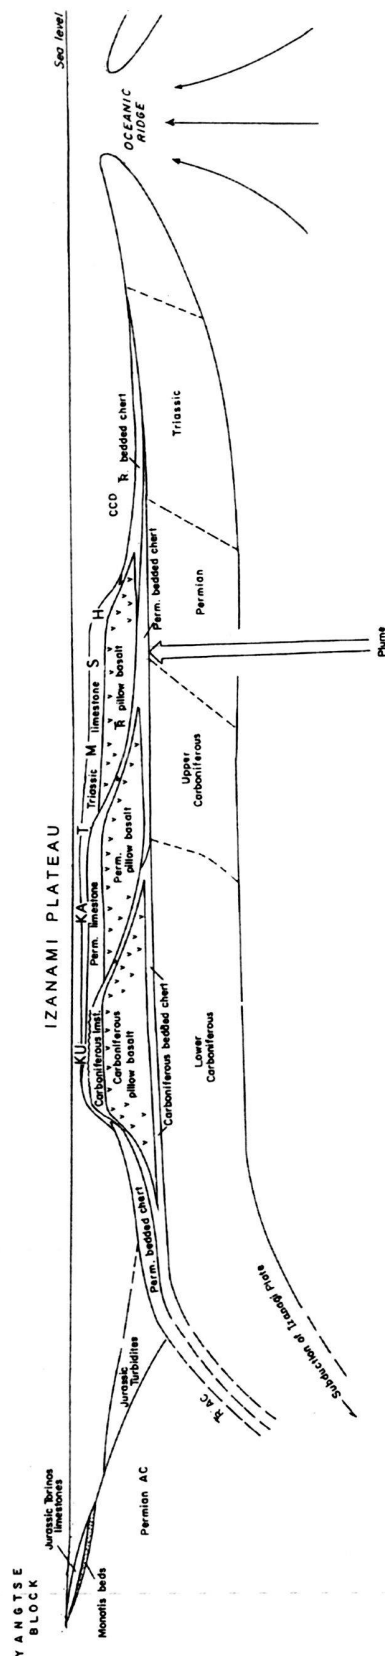 YANGTSE
BLOCK
IZANAMI PLATEAU
Sea level
Jurassic Torinosu
limestones
Monotis beds
Permian AC
Jurassic
Turbidites
KU
KA
T
M
S
H
Carboniferous lmst.
Perm. limestone
Triassic
limestone
Carboniferous
pillow basalt
Perm.
pillow basalt
TR
pillow basalt
CCD
TR. bedded chert
OCEANIC
RIDGE
Perm. bedded chert
Carboniferous bedded chert
Perm. bedded chert
TR AC
Lower
Carboniferous
Upper
Carboniferous
Permian
Triassic
Subduction of Izanagi Plate
Plume